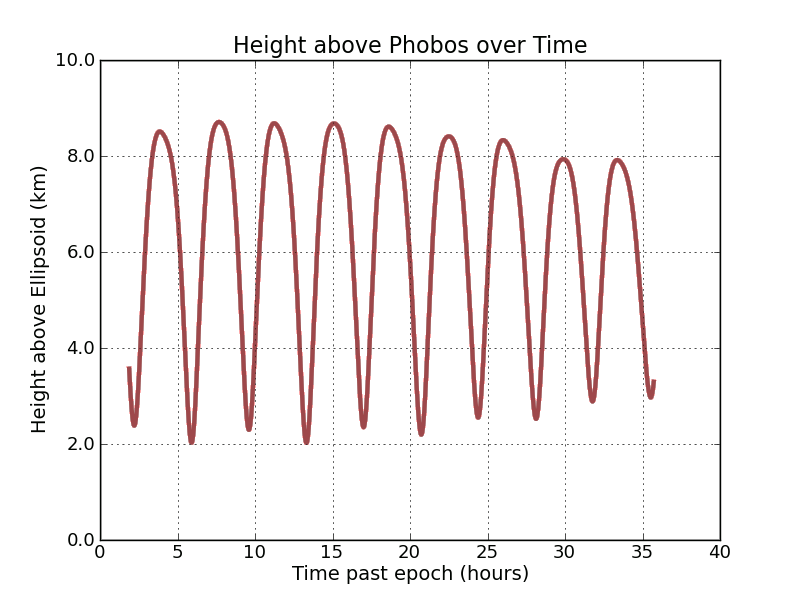 Height above Phobos over Time
Height above Ellipsoid (km)
10.0
8.0
6.0
4.0
2.0
0.0
0 5 10 15 20 25 30 35 40
Time past epoch (hours)